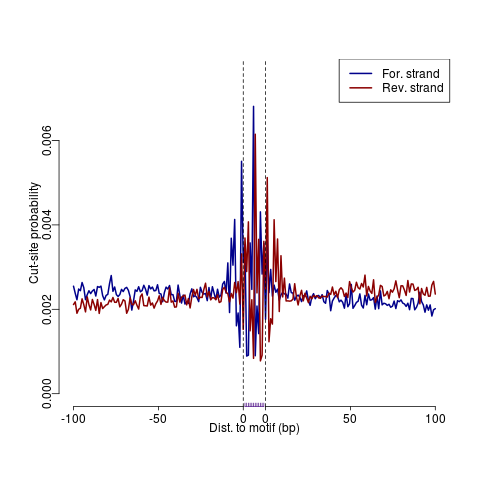 For. strand
Rev. strand
Cut-site probability
0.000
0.002
0.004
0.006
-100
-50
0
0
50
100
Dist. to motif (bp)